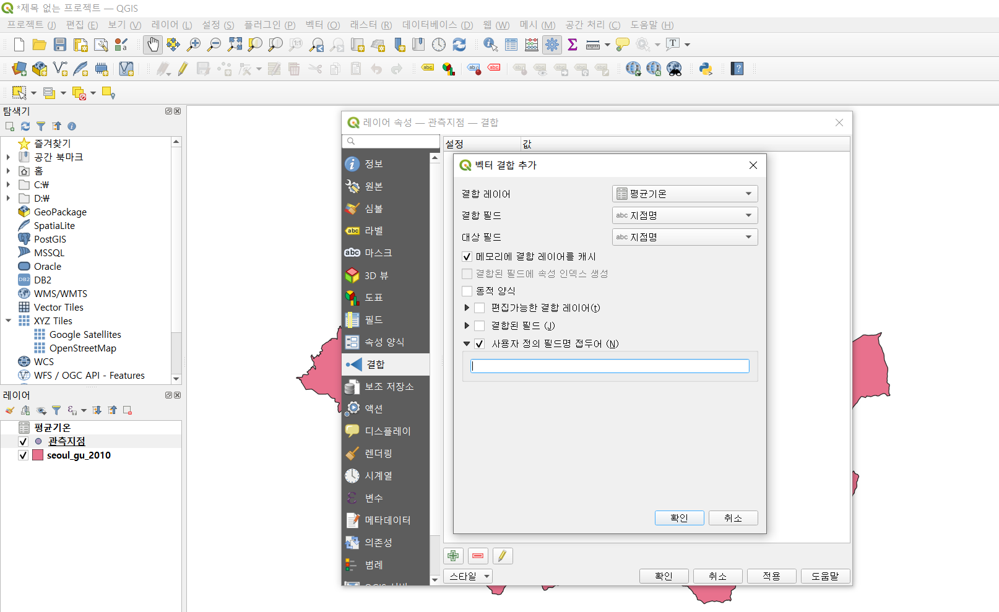 *제목 없는 프로젝트 — QGIS
프로젝트 (J) 편집 (E) 보기 (V) 레이어 (L) 설정 (S) 플러그인 (P) 벡터 (O) 래스터 (R) 데이터베이스 (D) 웹 (W) 메시 (M) 공간 처리 (C) 도움말 (H)
탐색기
즐겨찾기
공간 북마크
홈
C:₩
D:₩
GeoPackage
SpatiaLite
PostGIS
MSSQL
Oracle
DB2
WMS/WMTS
Vector Tiles
XYZ Tiles
Google Satellites
OpenStreetMap
WCS
WFS / OGC API - Features
레이어
평균기온
관측지점
seoul_gu_2010
레이어 속성 — 관측지점 — 결합
정보
원본
심볼
라벨
마스크
3D 뷰
도표
필드
속성 양식
결합
보조 저장소
액션
디스플레이
렌더링
시계열
변수
메타데이터
의존성
범례
설정 값
벡터 결합 추가
결합 레이어 평균기온
결합 필드 abc 지점명
대상 필드 abc 지점명
메모리에 결합 레이어를 캐시
결합된 필드에 속성 인덱스 생성
동적 양식
편집가능한 결합 레이어(t)
결합된 필드 (J)
사용자 정의 필드명 접두어 (N)
확인 취소
스타일 확인 취소 적용 도움말